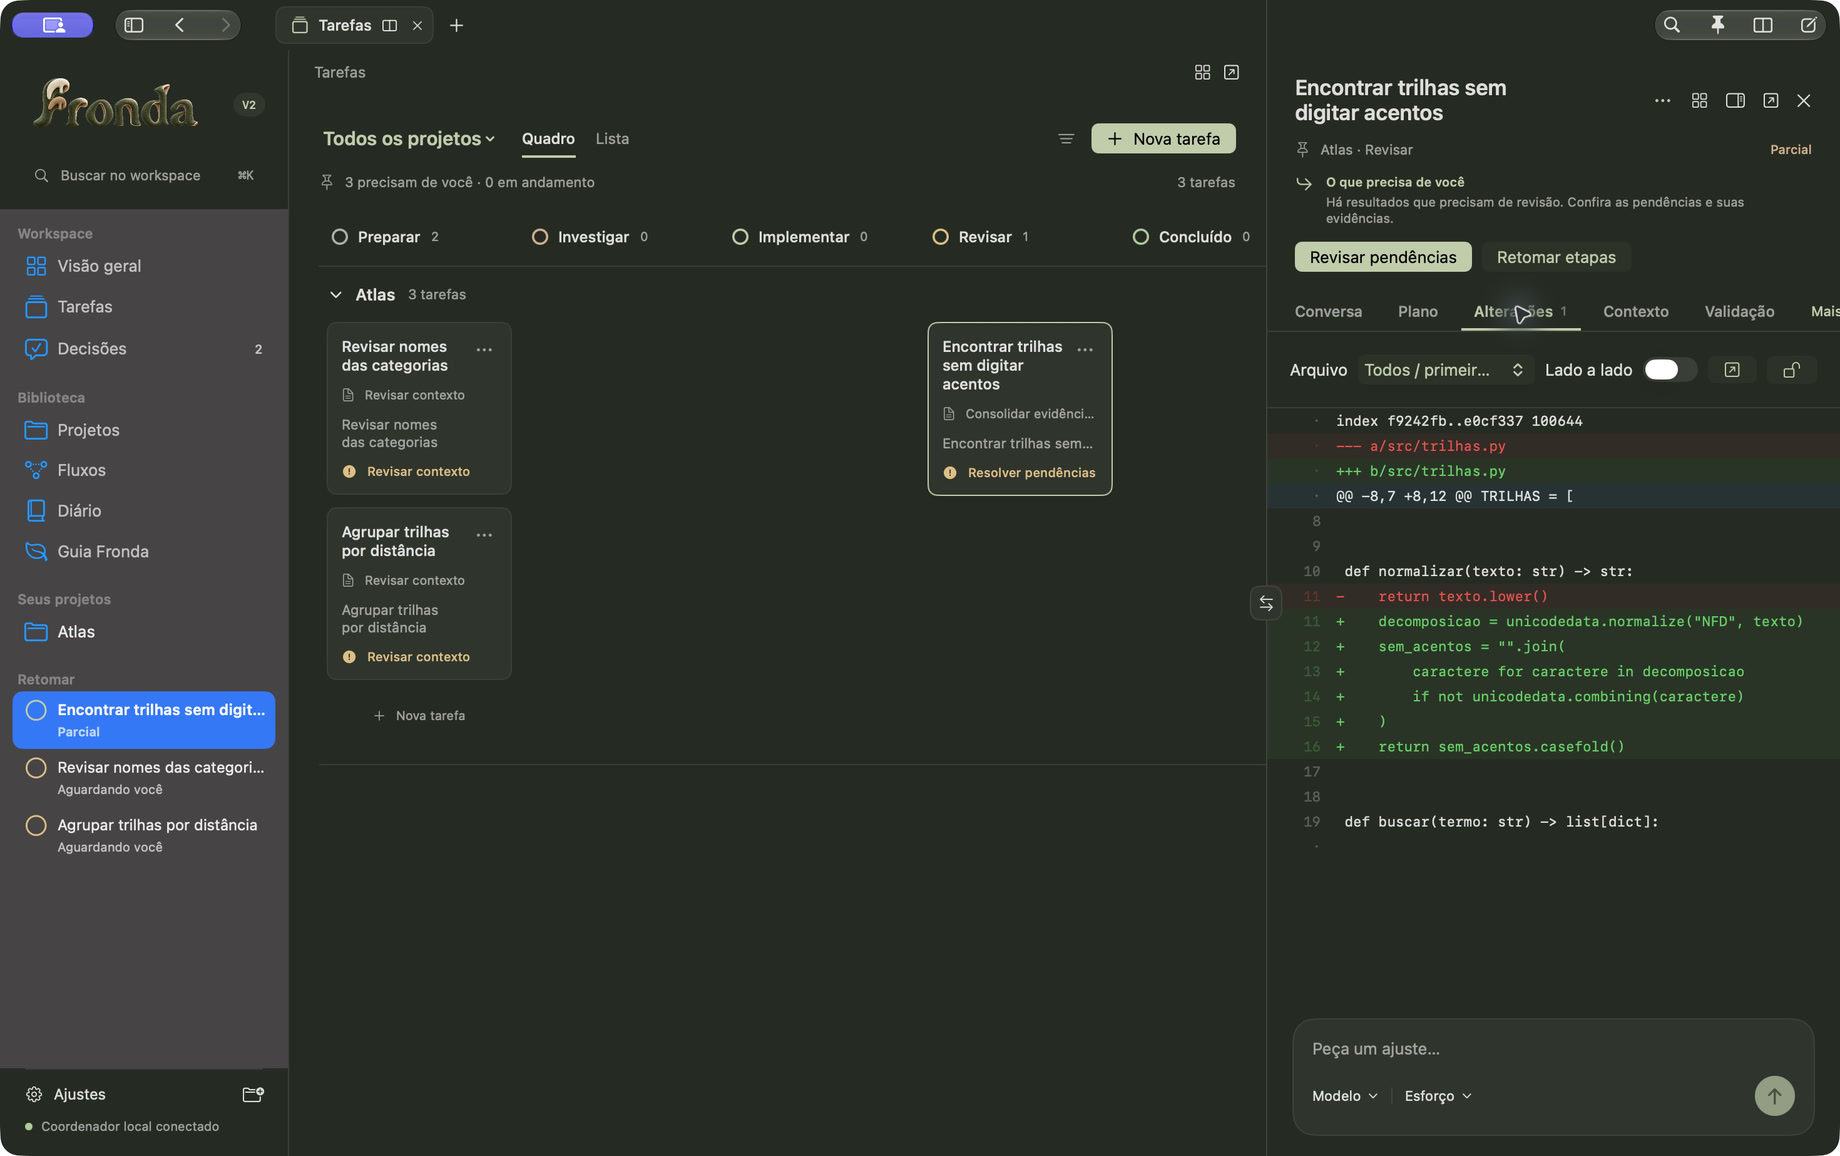 Tarefas
Fronda
V2
Buscar no workspace
⌘K
Workspace
Visão geral
Tarefas
Decisões
2
Biblioteca
Projetos
Fluxos
Diário
Guia Fronda
Seus projetos
Atlas
Retomar
Encontrar trilhas sem digit...
Parcial
Revisar nomes das categori...
Aguardando você
Agrupar trilhas por distância
Aguardando você
Ajustes
Coordenador local conectado
Tarefas
Todos os projetos
Quadro
Lista
+ Nova tarefa
3 precisam de você · 0 em andamento
3 tarefas
Preparar 2
Investigar 0
Implementar 0
Revisar 1
Concluído 0
Atlas 3 tarefas
Revisar nomes
das categorias
...
Revisar contexto
Revisar nomes
das categorias
Revisar contexto
Agrupar trilhas
por distância
...
Revisar contexto
Agrupar trilhas
por distância
Revisar contexto
+ Nova tarefa
Encontrar trilhas
sem digitar
acentos
...
Consolidar evidênci...
Encontrar trilhas sem...
Resolver pendências
Encontrar trilhas sem
digitar acentos
...
Atlas · Revisar
Parcial
O que precisa de você
Há resultados que precisam de revisão. Confira as pendências e suas
evidências.
Revisar pendências
Retomar etapas
Conversa
Plano
Alterações 1
Contexto
Validação
Mais
Arquivo
Todos / primeir...
Lado a lado
index f9242fb..e0cf337 100644
--- a/src/trilhas.py
+++ b/src/trilhas.py
@@ -8,7 +8,12 @@ TRILHAS = [
8
9
10 def normalizar(texto: str) -> str:
11 - return texto.lower()
11 + decomposicao = unicodedata.normalize("NFD", texto)
12 + sem_acentos = "".join(
13 + caractere for caractere in decomposicao
14 + if not unicodedata.combining(caractere)
15 + )
16 + return sem_acentos.casefold()
17
18
19 def buscar(termo: str) -> list[dict]:
Peça um ajuste...
Modelo
Esforço